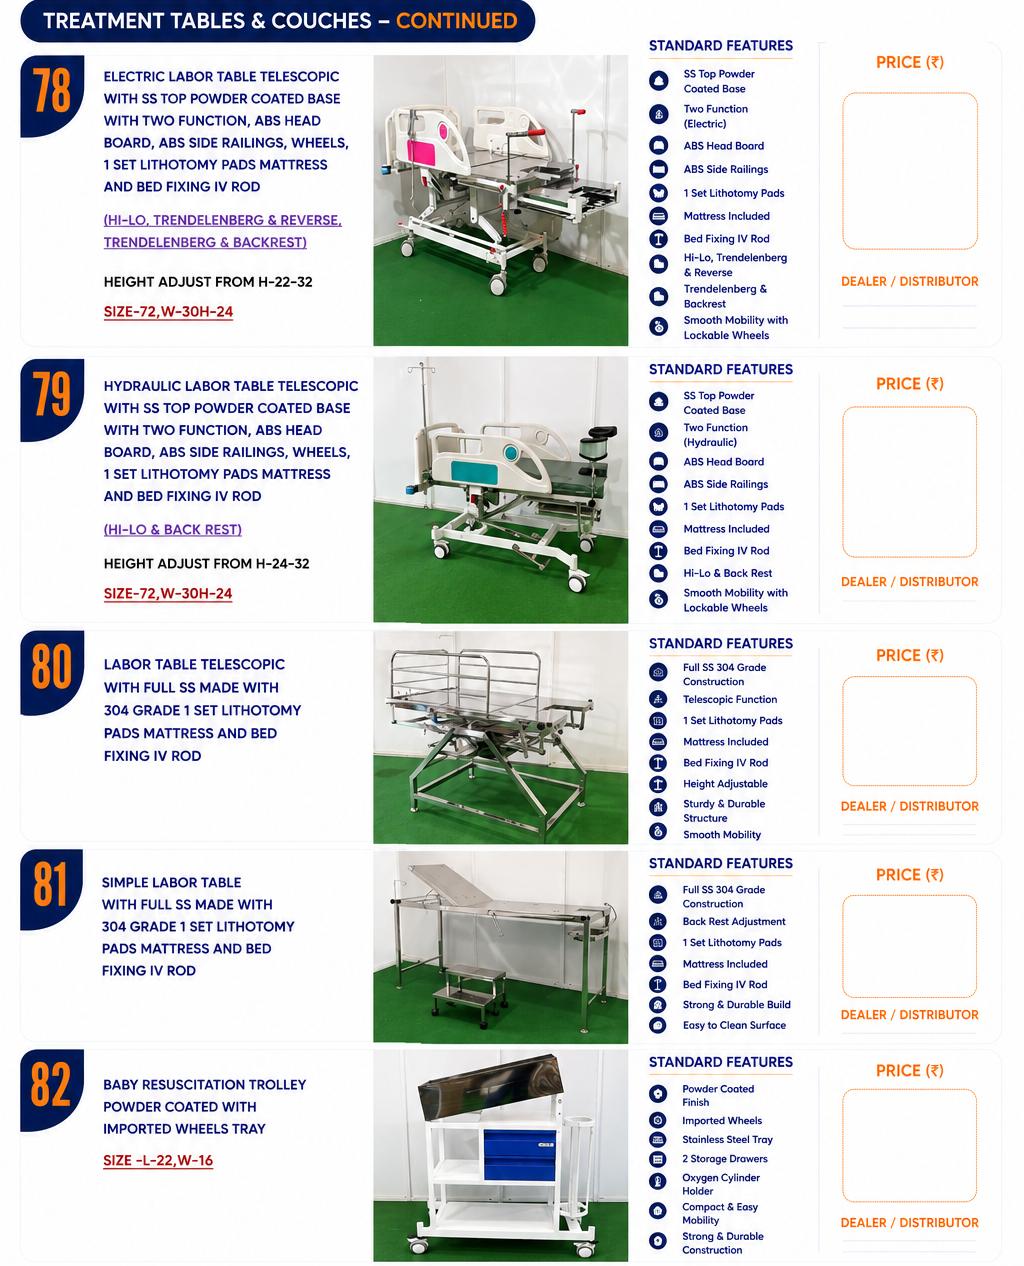 TREATMENT TABLES & COUCHES – CONTINUED
78
ELECTRIC LABOR TABLE TELESCOPIC
WITH SS TOP POWDER COATED BASE
WITH TWO FUNCTION, ABS HEAD
BOARD, ABS SIDE RAILINGS, WHEELS,
1 SET LITHOTOMY PADS MATTRESS
AND BED FIXING IV ROD
(HI-LO, TRENDELENBERG & REVERSE,
TRENDELENBERG & BACKREST)
HEIGHT ADJUST FROM H-22-32
SIZE-72,W-30H-24
STANDARD FEATURES
SS Top Powder
Coated Base
Two Function
(Electric)
ABS Head Board
ABS Side Railings
1 Set Lithotomy Pads
Mattress Included
Bed Fixing IV Rod
Hi-Lo, Trendelenberg
& Reverse
Trendelenberg &
Backrest
Smooth Mobility with
Lockable Wheels
PRICE (₹)
DEALER / DISTRIBUTOR
79
HYDRAULIC LABOR TABLE TELESCOPIC
WITH SS TOP POWDER COATED BASE
WITH TWO FUNCTION, ABS HEAD
BOARD, ABS SIDE RAILINGS, WHEELS,
1 SET LITHOTOMY PADS MATTRESS
AND BED FIXING IV ROD
(HI-LO & BACK REST)
HEIGHT ADJUST FROM H-24-32
SIZE-72,W-30H-24
STANDARD FEATURES
SS Top Powder
Coated Base
Two Function
(Hydraulic)
ABS Head Board
ABS Side Railings
1 Set Lithotomy Pads
Mattress Included
Bed Fixing IV Rod
Hi-Lo & Back Rest
Smooth Mobility with
Lockable Wheels
PRICE (₹)
DEALER / DISTRIBUTOR
80
LABOR TABLE TELESCOPIC
WITH FULL SS MADE WITH
304 GRADE 1 SET LITHOTOMY
PADS MATTRESS AND BED
FIXING IV ROD
STANDARD FEATURES
Full SS 304 Grade
Construction
Telescopic Function
1 Set Lithotomy Pads
Mattress Included
Bed Fixing IV Rod
Height Adjustable
Sturdy & Durable
Structure
Smooth Mobility
PRICE (₹)
DEALER / DISTRIBUTOR
81
SIMPLE LABOR TABLE
WITH FULL SS MADE WITH
304 GRADE 1 SET LITHOTOMY
PADS MATTRESS AND BED
FIXING IV ROD
STANDARD FEATURES
Full SS 304 Grade
Construction
Back Rest Adjustment
1 Set Lithotomy Pads
Mattress Included
Bed Fixing IV Rod
Strong & Durable Build
Easy to Clean Surface
PRICE (₹)
DEALER / DISTRIBUTOR
82
BABY RESUSCITATION TROLLEY
POWDER COATED WITH
IMPORTED WHEELS TRAY
SIZE -L-22,W-16
STANDARD FEATURES
Powder Coated
Finish
Imported Wheels
Stainless Steel Tray
2 Storage Drawers
Oxygen Cylinder
Holder
Compact & Easy
Mobility
Strong & Durable
Construction
PRICE (₹)
DEALER / DISTRIBUTOR